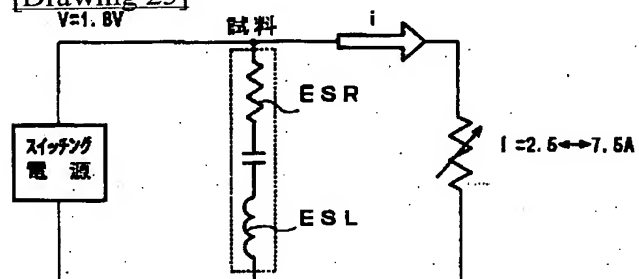 [Drawing 25]
V=1. 8V
試料
i
ESR
スイッチング
電 源
I =2.5↔7.5A
ESL